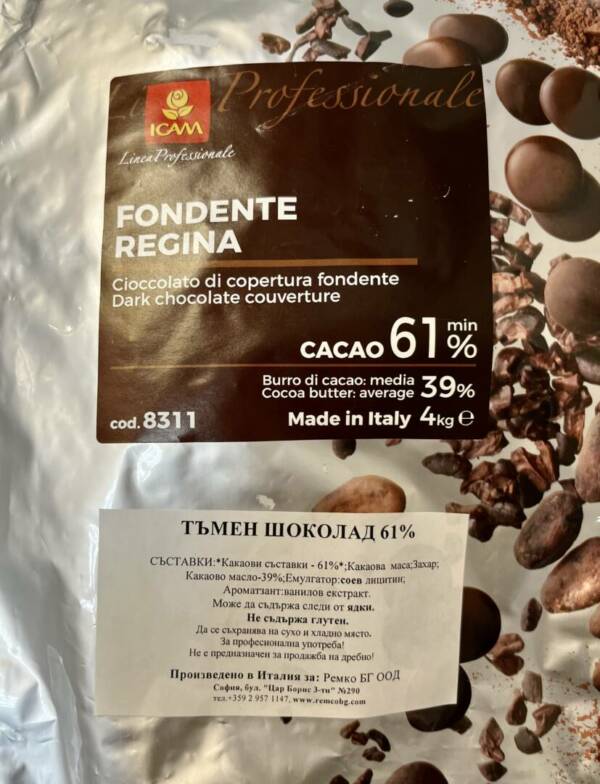 Linea Professionale
ICAM
Linea Professionale
FONDENTE
REGINA
Cioccolato di copertura fondente
Dark chocolate couverture
CACAO 61 min %
Burro di cacao: media
Cocoa butter: average 39%
cod. 8311 Made in Italy 4kg e
ТЪМЕН ШОКОЛАД 61%
СЪСТАВКИ:*Какаови съставки - 61%*;Какаова маса;Захар;
Какаово масло-39%;Емулгатор:соев лицитин;
Ароматзант:ванилов екстракт.
Може да съдържа следи от ядки.
Не съдържа глутен.
Да се съхранява на сухо и хладно място.
За професионална употреба!
Не е предназначен за продажба на дребно!
Произведено в Италия за: Ремко БГ ООД
София, бул. "Цар Борис 3-ти" №290
тел.+359 2 957 1147, www.remcobg.com